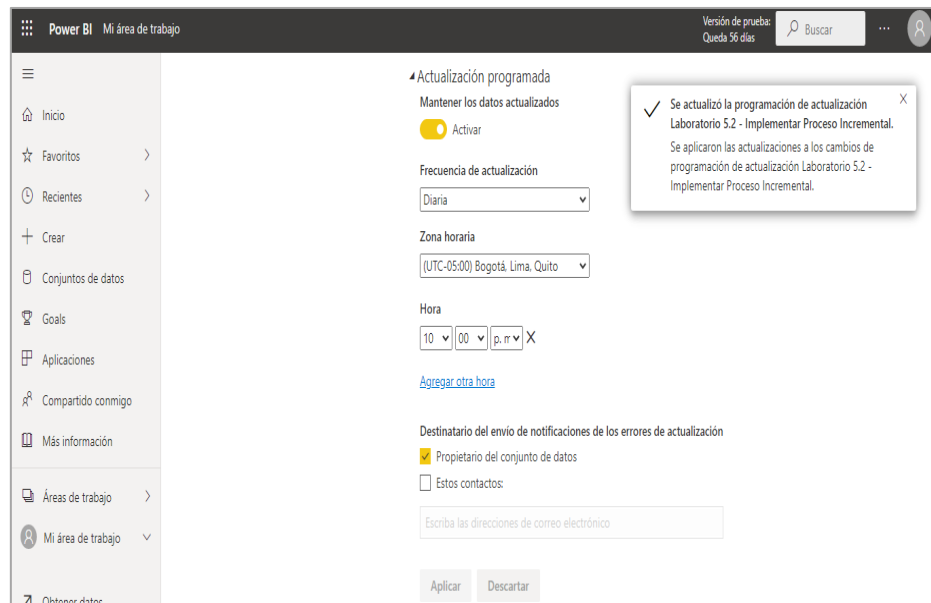 Power BI Mi área de trabajo
Versión de prueba:
Queda 56 días
Buscar
Inicio
Favoritos
Recientes
Crear
Conjuntos de datos
Goals
Aplicaciones
Compartido conmigo
Más información
Áreas de trabajo
Mi área de trabajo
Obtener datos
Actualización programada
Mantener los datos actualizados
Activar
Frecuencia de actualización
Diaria
Zona horaria
(UTC-05:00) Bogotá, Lima, Quito
Hora
10 00 p. m
Agregar otra hora
Destinatario del envío de notificaciones de los errores de actualización
Propietario del conjunto de datos
Estos contactos:
Escriba las direcciones de correo electrónico
Aplicar Descartar
Se actualizó la programación de actualización
Laboratorio 5.2 - Implementar Proceso Incremental.
Se aplicaron las actualizaciones a los cambios de
programación de actualización Laboratorio 5.2 -
Implementar Proceso Incremental.